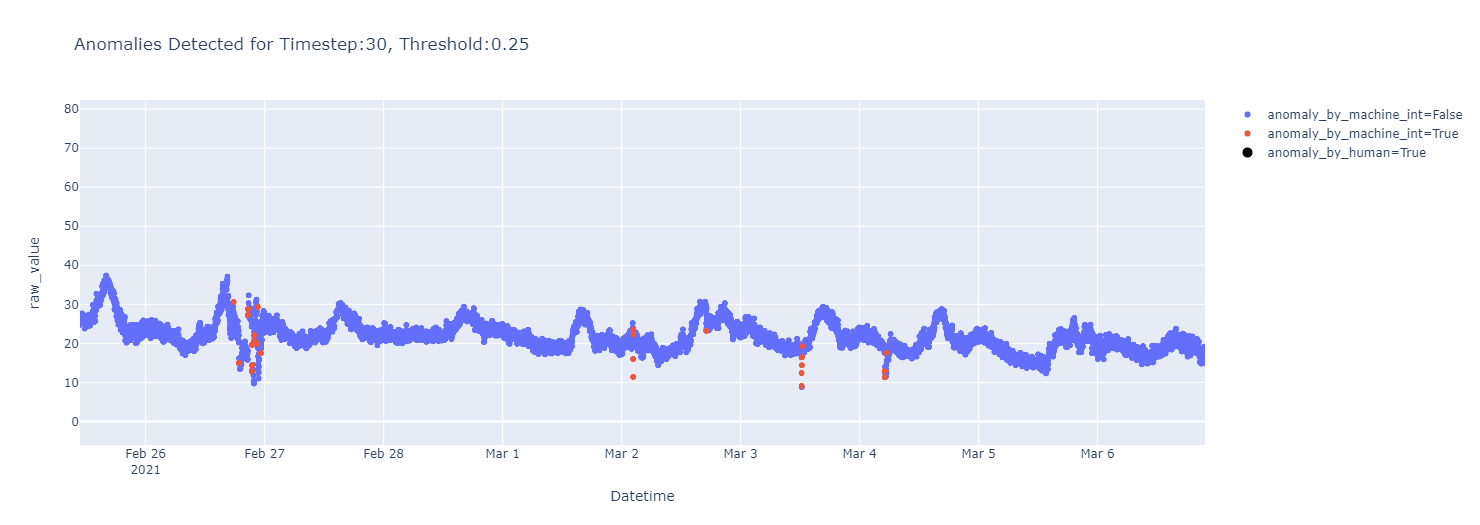 Anomalies Detected for Timestep:30, Threshold:0.25
80
70
60
50
40
30
20
10
0
raw_value
Feb 26
2021
Feb 27
Feb 28
Mar 1
Mar 2
Mar 3
Mar 4
Mar 5
Mar 6
Datetime
anomaly_by_machine_int=False
anomaly_by_machine_int=True
anomaly_by_human=True